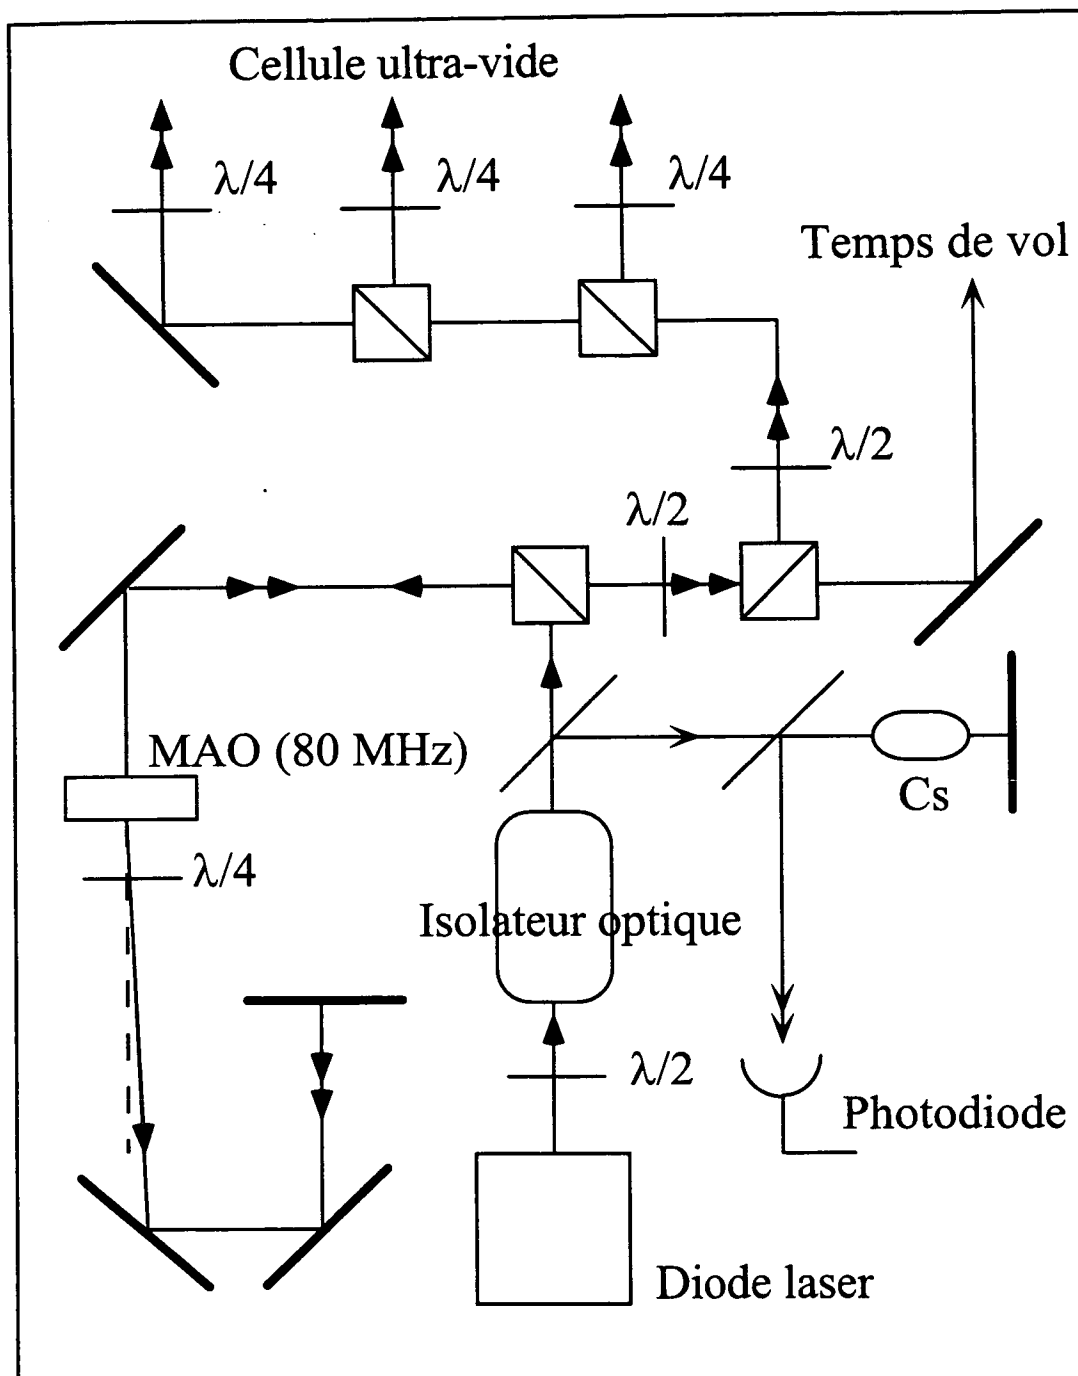 Cellule ultra-vide
λ/4 λ/4 λ/4
Temps de vol
λ/2
λ/2
MAO (80 MHz)
Cs
λ/4
Isolateur optique
λ/2
Photodiode
Diode laser